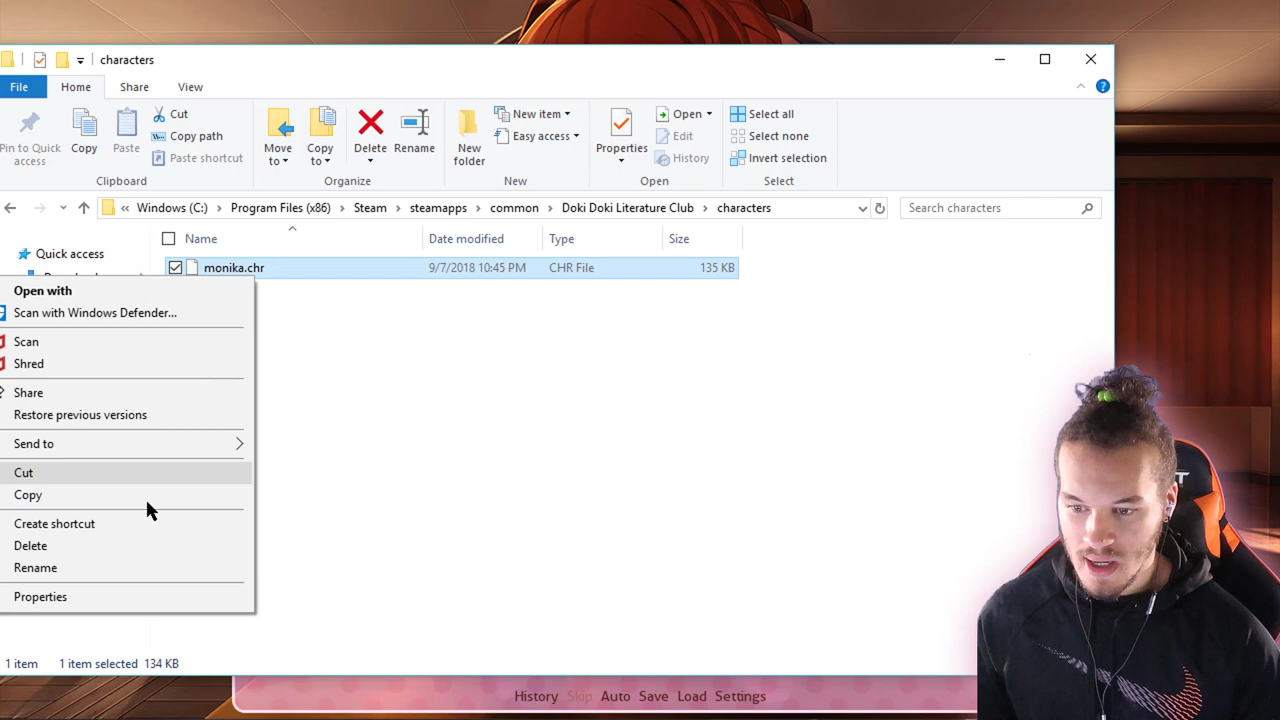 characters
File
Home
Share
View
Pin to Quick access
Copy
Paste
Cut
Copy path
Paste shortcut
Clipboard
Move to
Copy to
Delete
Rename
Organize
New folder
New item
Easy access
New
Properties
Open
Edit
History
Open
Select all
Select none
Invert selection
Select
« Windows (C:) > Program Files (x86) > Steam > steamapps > common > Doki Doki Literature Club > characters
Search characters
Quick access
Name
Date modified
Type
Size
monika.chr
9/7/2018 10:45 PM
CHR File
135 KB
Open with
Scan with Windows Defender...
Scan
Shred
Share
Restore previous versions
Send to
Cut
Copy
Create shortcut
Delete
Rename
Properties
1 item
1 item selected 134 KB
History Skip Auto Save Load Settings